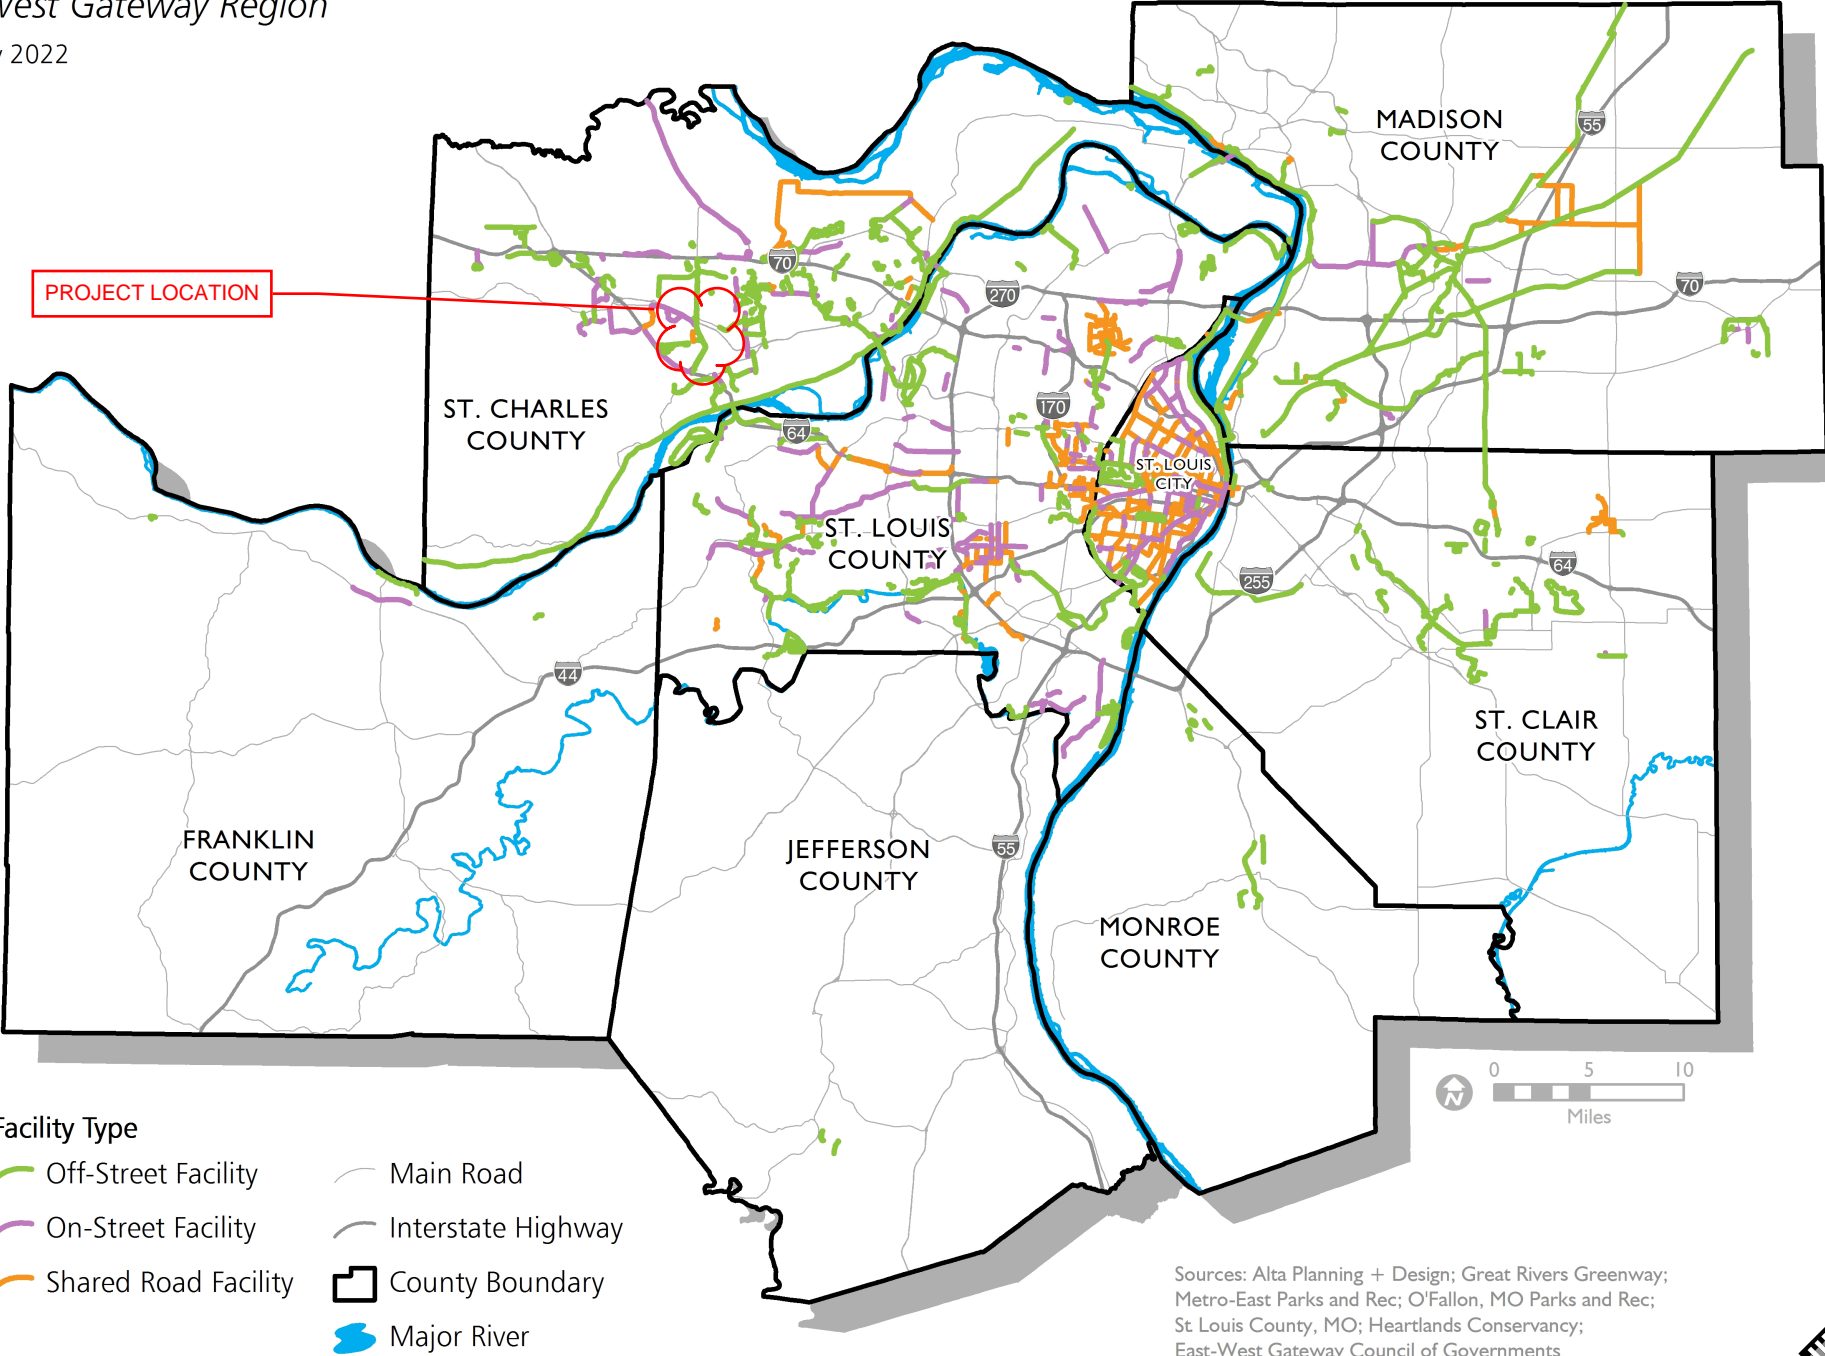 West Gateway Region
2022
MADISON
COUNTY
55
PROJECT LOCATION
70
270
70
ST. CHARLES
COUNTY
170
64
ST. LOUIS
CITY
ST. LOUIS
COUNTY
255
64
44
ST. CLAIR
COUNTY
FRANKLIN
COUNTY
JEFFERSON
COUNTY
55
MONROE
COUNTY
0 5 10
N
Miles
Facility Type
Off-Street Facility
On-Street Facility
Shared Road Facility
Main Road
Interstate Highway
County Boundary
Major River
Sources: Alta Planning + Design; Great Rivers Greenway;
Metro-East Parks and Rec; O'Fallon, MO Parks and Rec;
St Louis County, MO; Heartlands Conservancy;
East-West Gateway Council of Governments